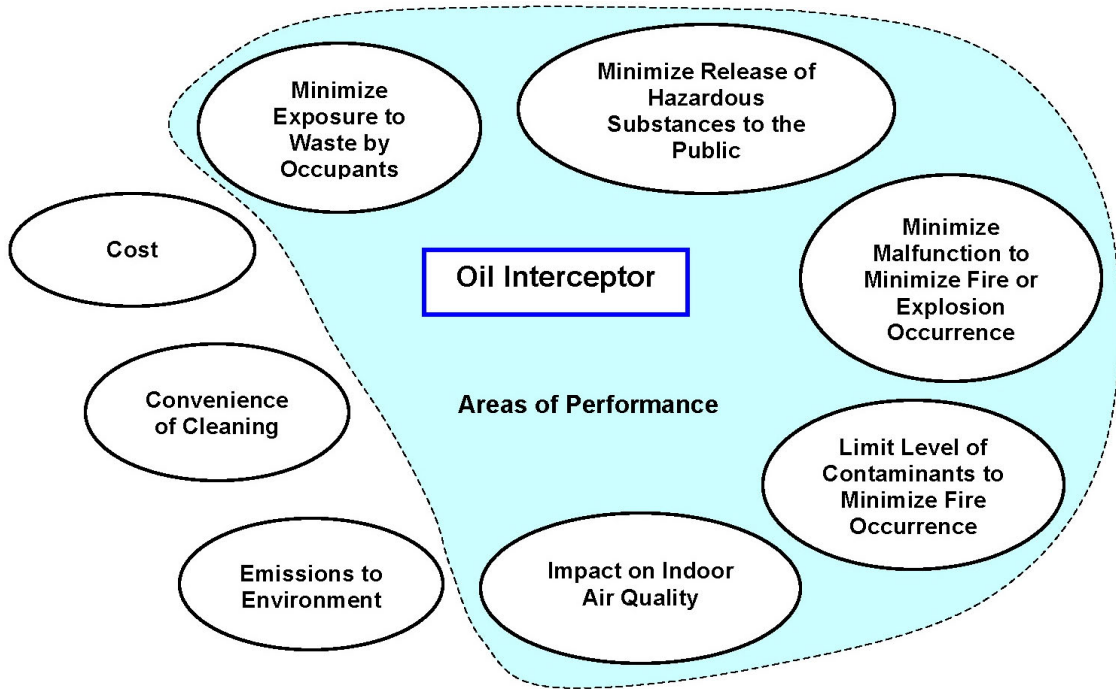 Minimize
Exposure to
Waste by
Occupants
Minimize Release of
Hazardous
Substances to the
Public
Cost
Oil Interceptor
Minimize
Malfunction to
Minimize Fire or
Explosion
Occurrence
Convenience
of Cleaning
Areas of Performance
Limit Level of
Contaminants to
Minimize Fire
Occurrence
Emissions to
Environment
Impact on Indoor
Air Quality